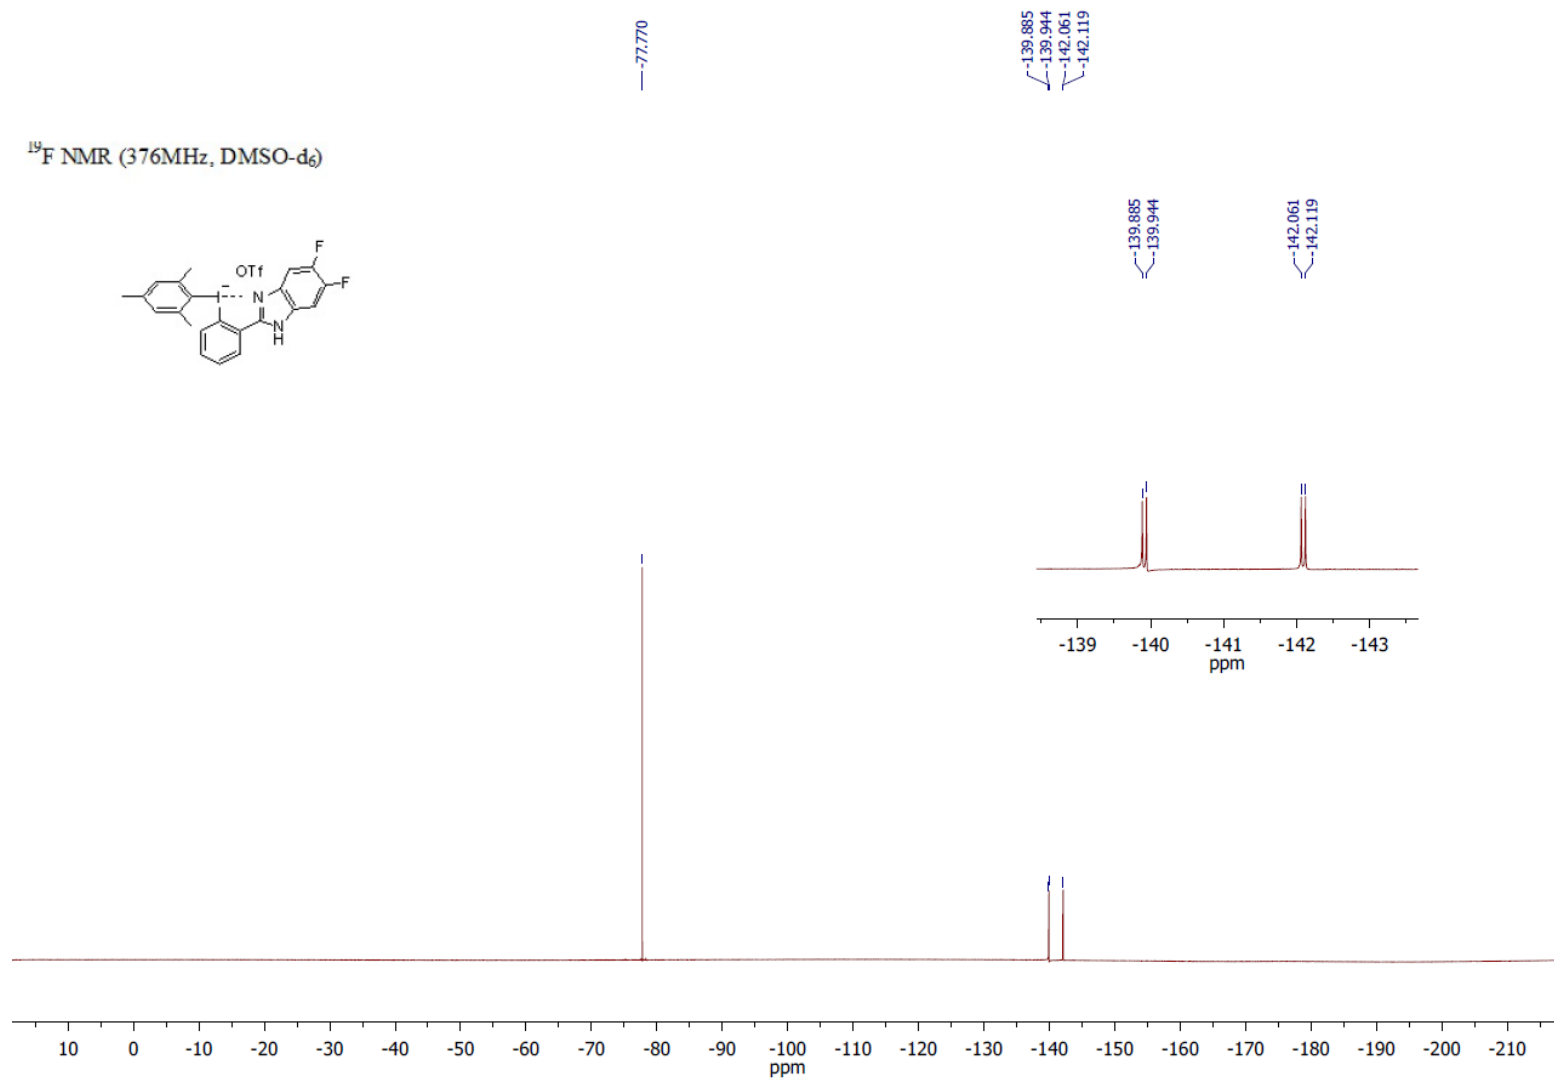 -77.770
-139.885
-139.944
-142.061
-142.119
¹⁹F NMR (376MHz, DMSO-d₆)
-139.885
-139.944
-142.061
-142.119
F
OTf
F
I
-
N
N
H
-139 -140 -141 -142 -143
ppm
10 0 -10 -20 -30 -40 -50 -60 -70 -80 -90 -100 -110 -120 -130 -140 -150 -160 -170 -180 -190 -200 -210
ppm